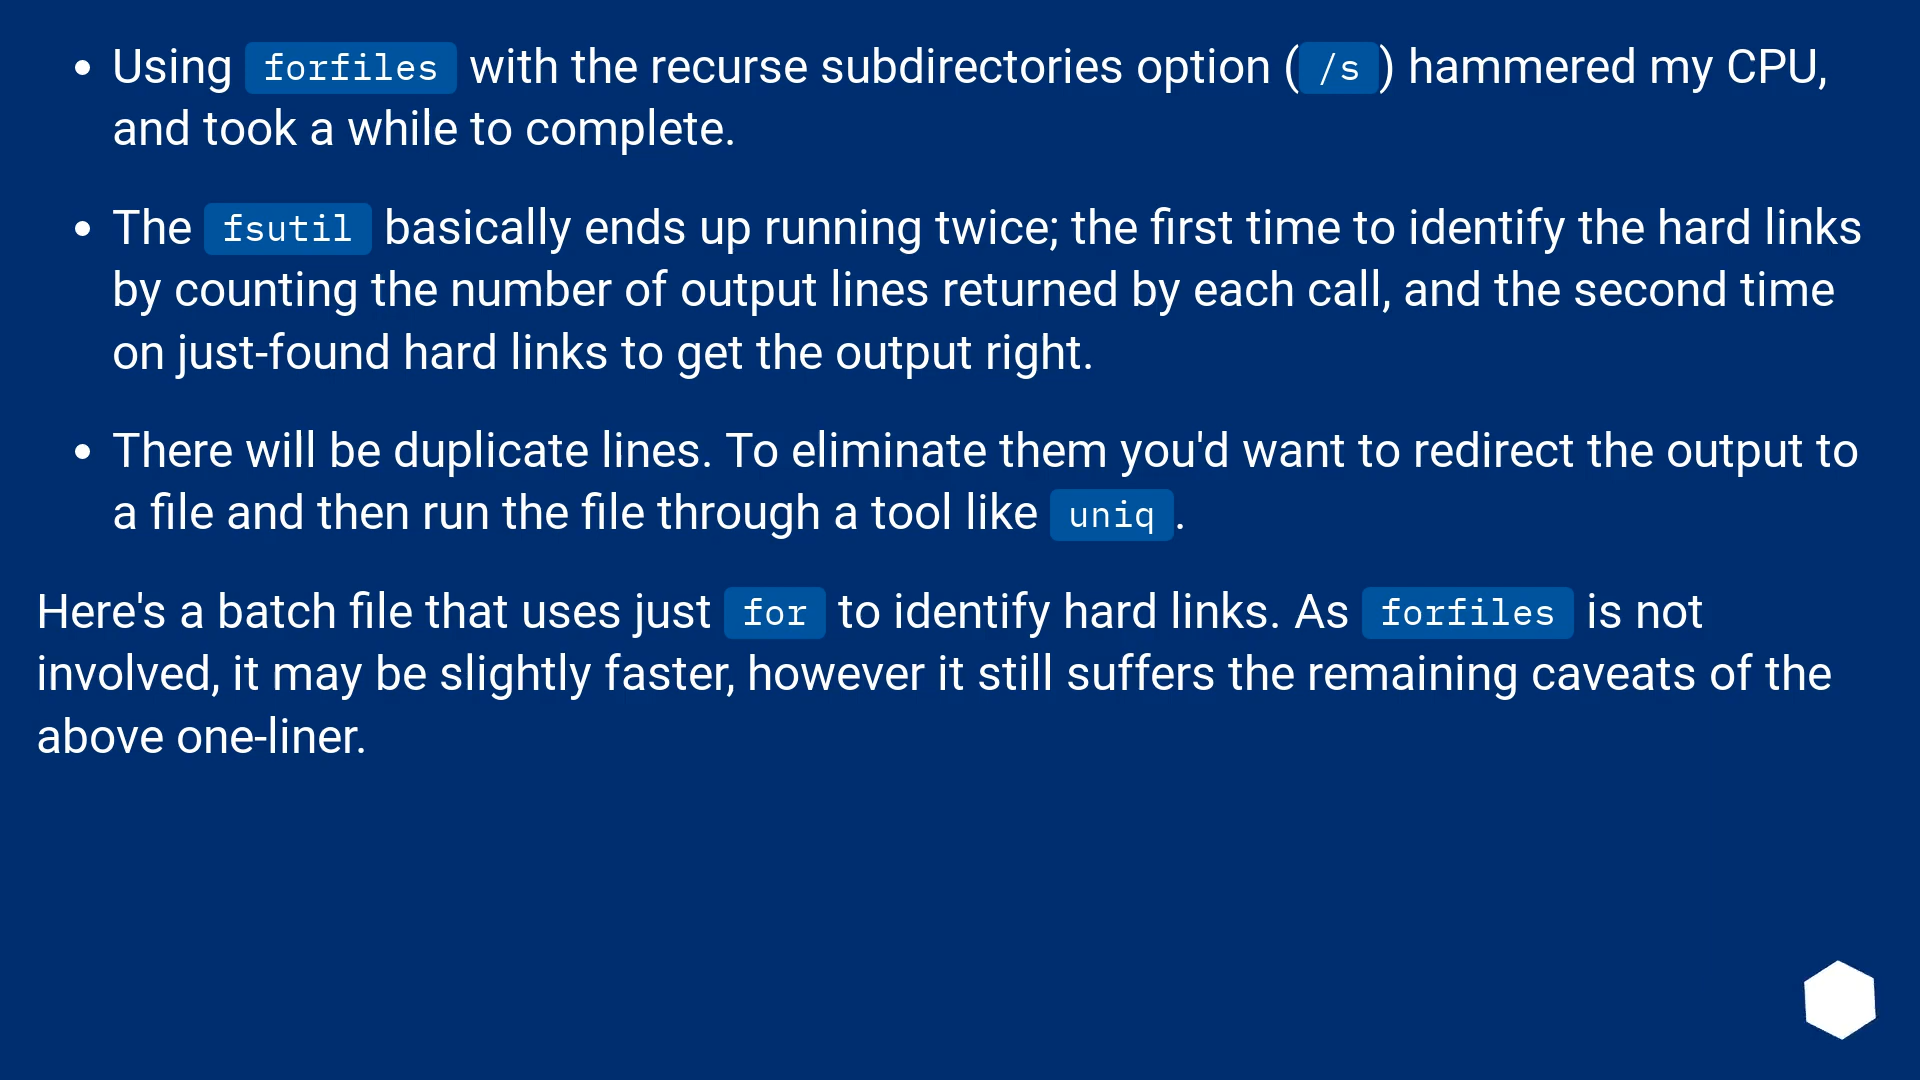 • Using forfiles with the recurse subdirectories option (/s) hammered my CPU,
and took a while to complete.
• The fsutil basically ends up running twice; the first time to identify the hard links
by counting the number of output lines returned by each call, and the second time
on just-found hard links to get the output right.
• There will be duplicate lines. To eliminate them you'd want to redirect the output to
a file and then run the file through a tool like uniq.
Here's a batch file that uses just for to identify hard links. As forfiles is not
involved, it may be slightly faster, however it still suffers the remaining caveats of the
above one-liner.